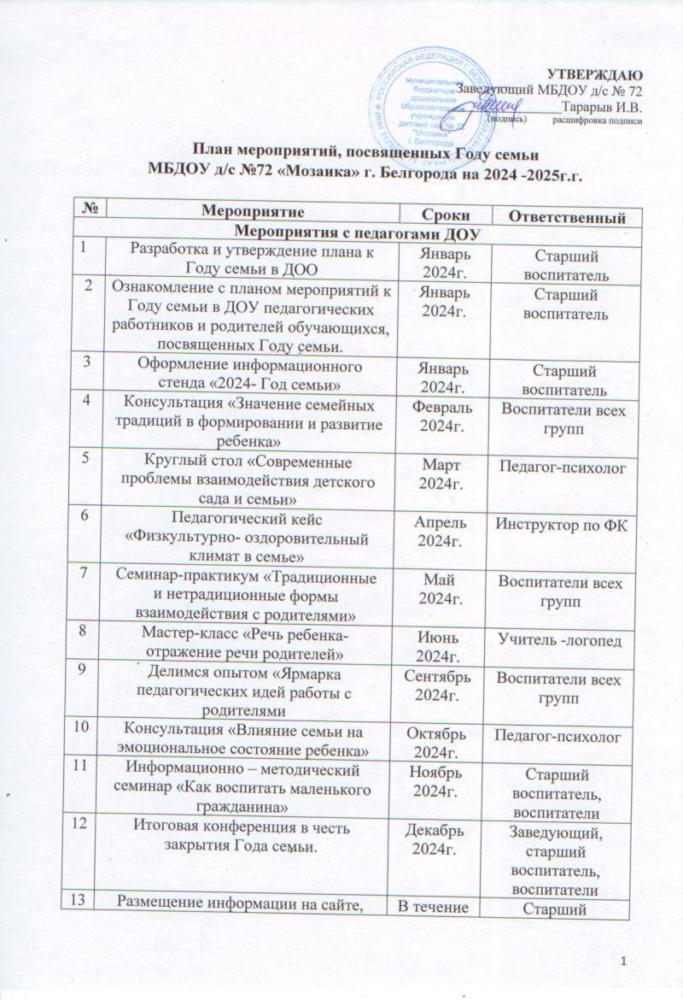 УТВЕРЖДАЮ
Заведующий МБДОУ д/с № 72
Тарарыв И.В.
(подпись) расшифровка подписи
РОССИЙСКАЯ ФЕДЕРАЦИЯ Г. БЕЛГОРОД
муниципальное
бюджетное
дошкольное
образовательное
учреждение
детский сад № 72
"Мозаика"
г. Белгорода
План мероприятий, посвященных Году семьи
МБДОУ д/с №72 «Мозаика» г. Белгорода на 2024 -2025г.г.
№ Мероприятие Сроки Ответственный
Мероприятия с педагогами ДОУ
1 Разработка и утверждение плана к Январь Старший
Году семьи в ДОО 2024г. воспитатель
2 Ознакомление с планом мероприятий к Январь Старший
Году семьи в ДОУ педагогических 2024г. воспитатель
работников и родителей обучающихся,
посвященных Году семьи.
3 Оформление информационного Январь Старший
стенда «2024- Год семьи» 2024г. воспитатель
4 Консультация «Значение семейных Февраль Воспитатели всех
традиций в формировании и развитие 2024г. групп
ребенка»
5 Круглый стол «Современные Март Педагог-психолог
проблемы взаимодействия детского 2024г.
сада и семьи»
6 Педагогический кейс Апрель Инструктор по ФК
«Физкультурно- оздоровительный 2024г.
климат в семье»
7 Семинар-практикум «Традиционные Май Воспитатели всех
и нетрадиционные формы 2024г. групп
взаимодействия с родителями»
8 Мастер-класс «Речь ребенка- Июнь Учитель -логопед
отражение речи родителей» 2024г.
9 Делимся опытом «Ярмарка Сентябрь Воспитатели всех
педагогических идей работы с 2024г. групп
родителями
10 Консультация «Влияние семьи на Октябрь Педагог-психолог
эмоциональное состояние ребенка» 2024г.
11 Информационно – методический Ноябрь Старший
семинар «Как воспитать маленького 2024г. воспитатель,
гражданина» воспитатели
12 Итоговая конференция в честь Декабрь Заведующий,
закрытия Года семьи. 2024г. старший
воспитатель,
воспитатели
13 Размещение информации на сайте, В течение Старший
1